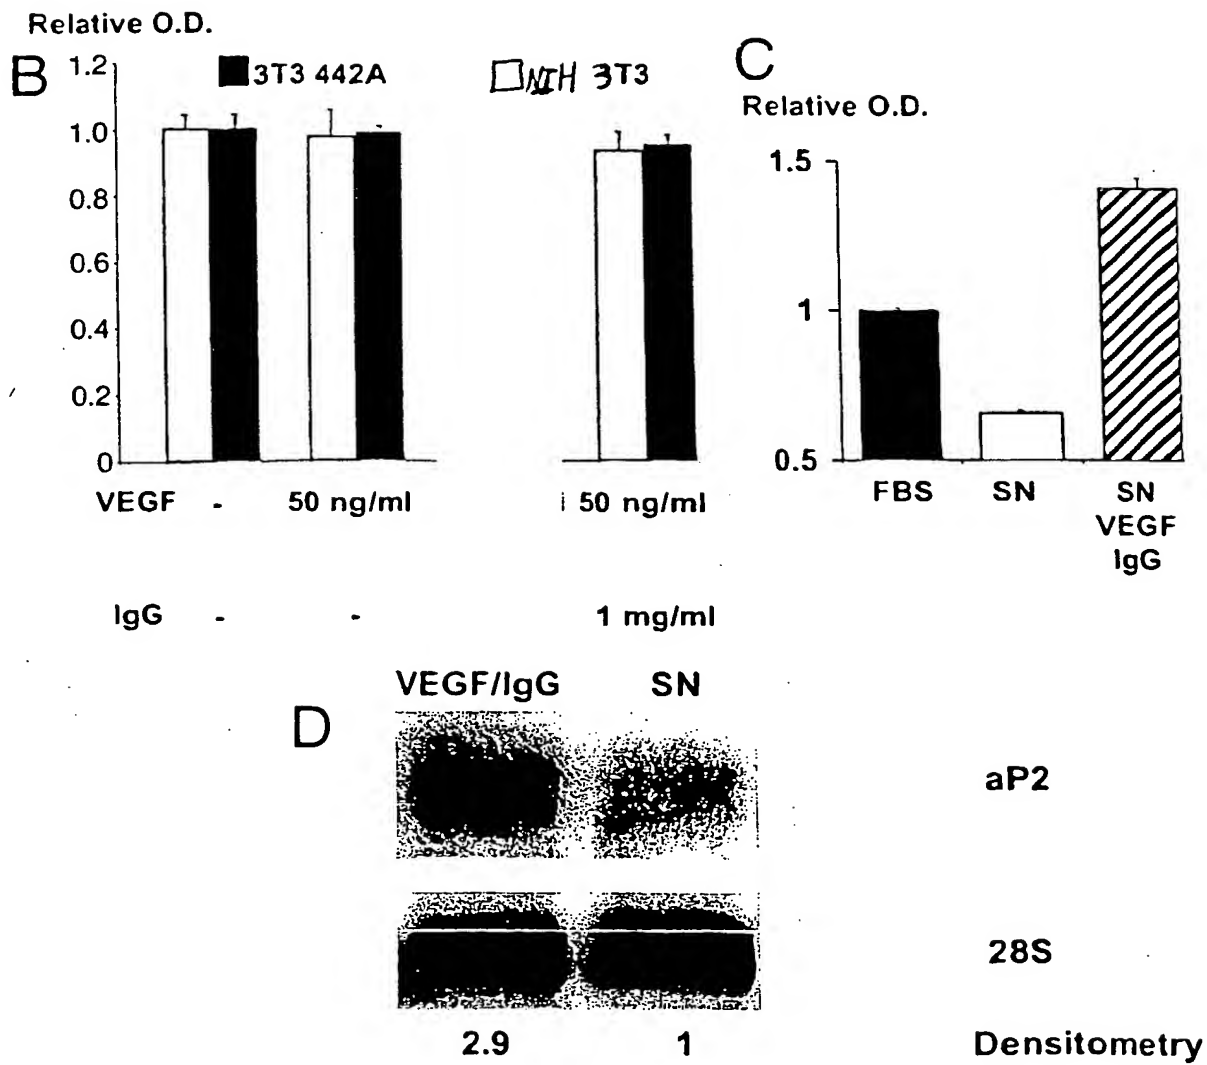 Relative O.D.
B
1.2
1.0
0.8
0.6
0.4
0.2
0
3T3 442A
NIH 3T3
VEGF - 50 ng/ml 50 ng/ml
IgG - - 1 mg/ml
C
Relative O.D.
1.5
1
0.5
FBS SN SN
VEGF
IgG
D
VEGF/IgG SN
aP2
28S
2.9 1 Densitometry